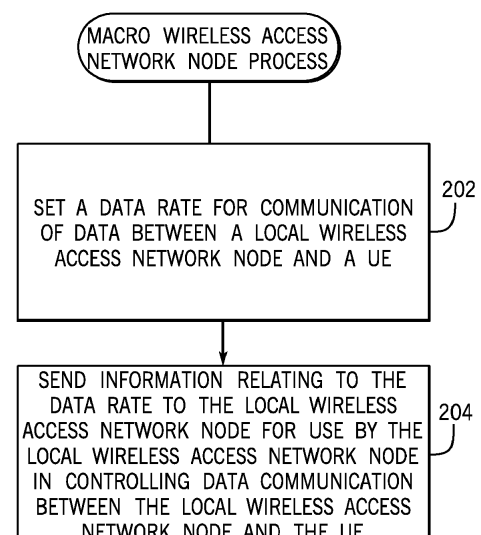 MACRO WIRELESS ACCESS
NETWORK NODE PROCESS
SET A DATA RATE FOR COMMUNICATION
OF DATA BETWEEN A LOCAL WIRELESS
ACCESS NETWORK NODE AND A UE
202
SEND INFORMATION RELATING TO THE
DATA RATE TO THE LOCAL WIRELESS
ACCESS NETWORK NODE FOR USE BY THE
LOCAL WIRELESS ACCESS NETWORK NODE
IN CONTROLLING DATA COMMUNICATION
BETWEEN THE LOCAL WIRELESS ACCESS
NETWORK NODE AND THE UE
204